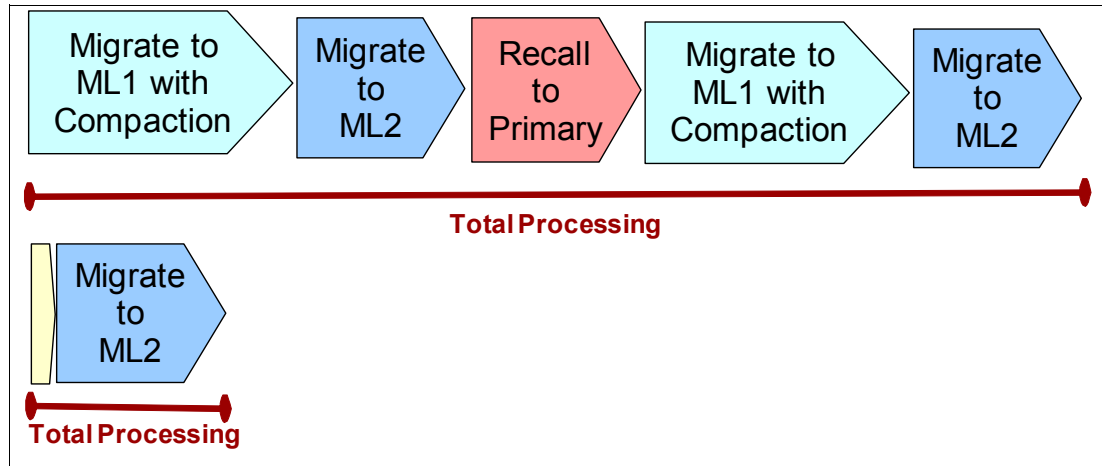 Migrate to
ML1 with
Compaction
Migrate
to
ML2
Recall
to
Primary
Migrate to
ML1 with
Compaction
Migrate
to
ML2
Total Processing
Migrate
to
ML2
Total Processing